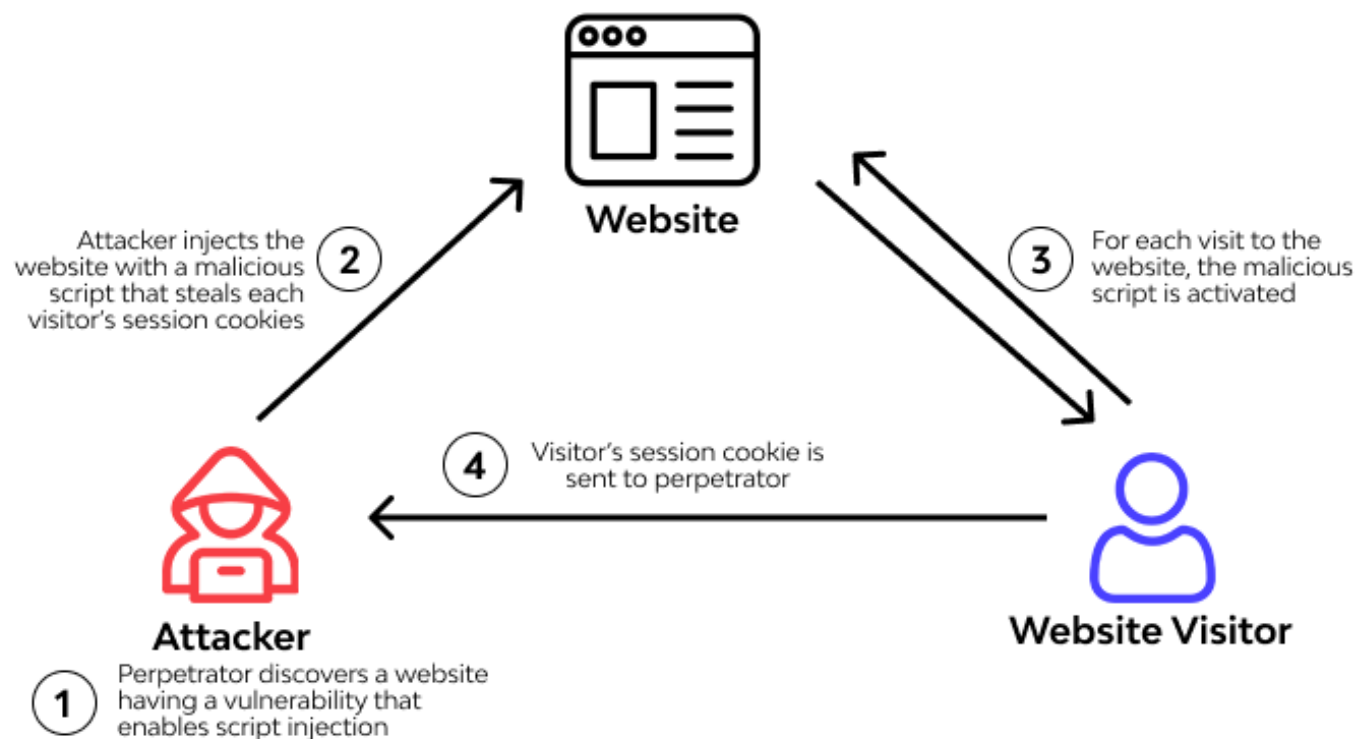 Website
Attacker injects the
website with a malicious
script that steals each
visitor's session cookies
2
3
For each visit to the
website, the malicious
script is activated
4
Visitor's session cookie is
sent to perpetrator
Attacker
Website Visitor
1
Perpetrator discovers a website
having a vulnerability that
enables script injection